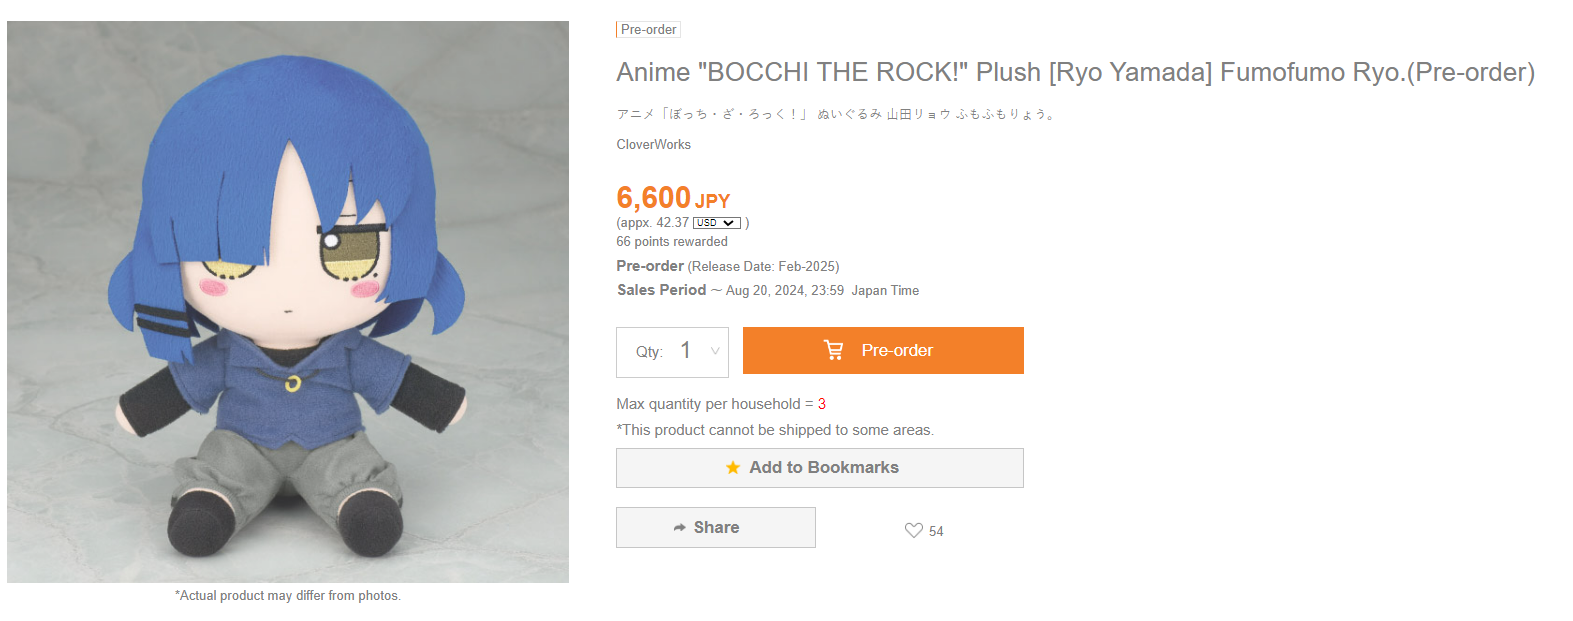 Pre-order
Anime "BOCCHI THE ROCK!" Plush [Ryo Yamada] Fumofumo Ryo.(Pre-order)
アニメ「ぼっち・ざ・ろっく！」 ぬいぐるみ 山田リョウ ふもふもりょう。
CloverWorks
6,600 JPY
(appx. 42.37 USD )
66 points rewarded
Pre-order (Release Date: Feb-2025)
Sales Period ～ Aug 20, 2024, 23:59 Japan Time
Qty: 1
Pre-order
Max quantity per household = 3
*This product cannot be shipped to some areas.
Add to Bookmarks
Share
54
*Actual product may differ from photos.